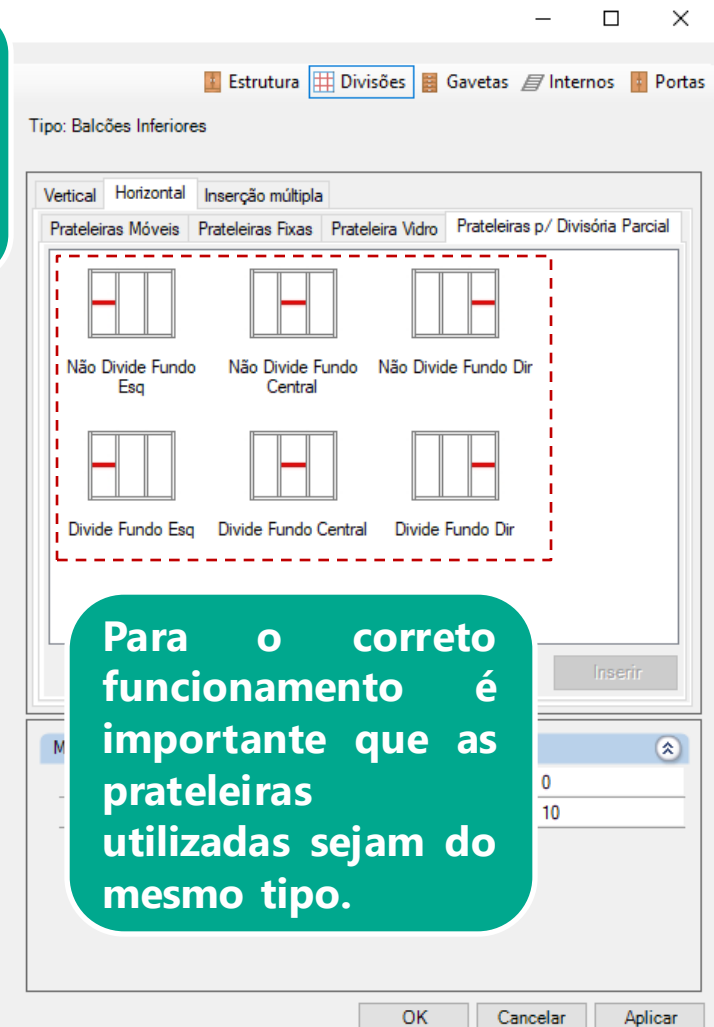 Estrutura Divisões Gavetas Internos Portas
Tipo: Balcões Inferiores
Vertical Horizontal Inserção múltipla
Prateleiras Móveis Prateleiras Fixas Prateleira Vidro Prateleiras p/ Divisória Parcial
Não Divide Fundo Esq
Não Divide Fundo Central
Não Divide Fundo Dir
Divide Fundo Esq Divide Fundo Central Divide Fundo Dir
Para o correto
funcionamento é
importante que as
prateleiras
utilizadas sejam do
mesmo tipo.
Inserir
M
0
10
OK Cancelar Aplicar